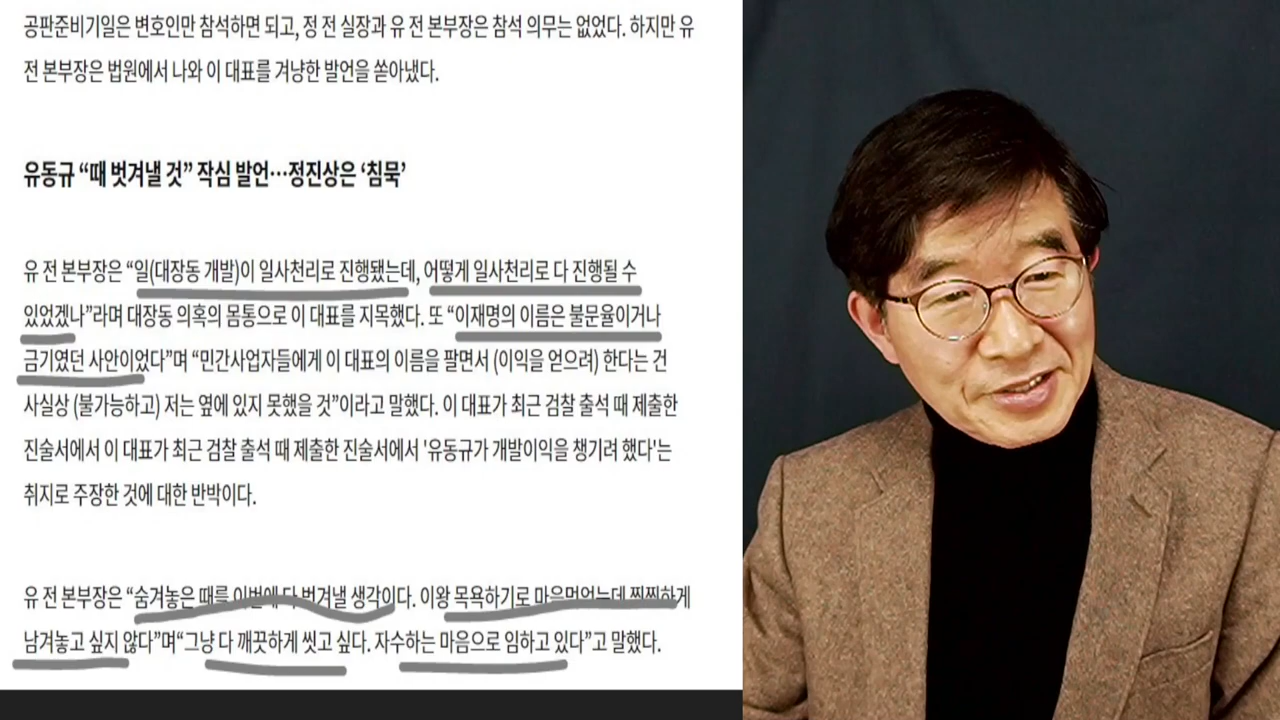 공판준비기일은 변호인만 참석하면 되고, 정 전 실장과 유 전 본부장은 참석 의무는 없었다. 하지만 유
전 본부장은 법원에서 나와 이 대표를 겨냥한 발언을 쏟아냈다.
유동규 “때 벗겨낼 것” 작심 발언…정진상은 ‘침묵’
유 전 본부장은 “일(대장동 개발)이 일사천리로 진행됐는데, 어떻게 일사천리로 다 진행될 수
있었겠나”라며 대장동 의혹의 몸통으로 이 대표를 지목했다. 또 “이재명의 이름은 불문율이거나
금기였던 사안이었다”며 “민간사업자들에게 이 대표의 이름을 팔면서 (이익을 얻으려) 한다는 건
사실상 (불가능하고) 저는 옆에 있지 못했을 것”이라고 말했다. 이 대표가 최근 검찰 출석 때 제출한
진술서에서 이 대표가 최근 검찰 출석 때 제출한 진술서에서 '유동규가 개발이익을 챙기려 했다'는
취지로 주장한 것에 대한 반박이다.
유 전 본부장은 “숨겨놓은 때를 이번에 다 벗겨낼 생각이다. 이왕 목욕하기로 마음먹었는데 찝찝하게
남겨놓고 싶지 않다”며“그냥 다 깨끗하게 씻고 싶다. 자수하는 마음으로 임하고 있다”고 말했다.